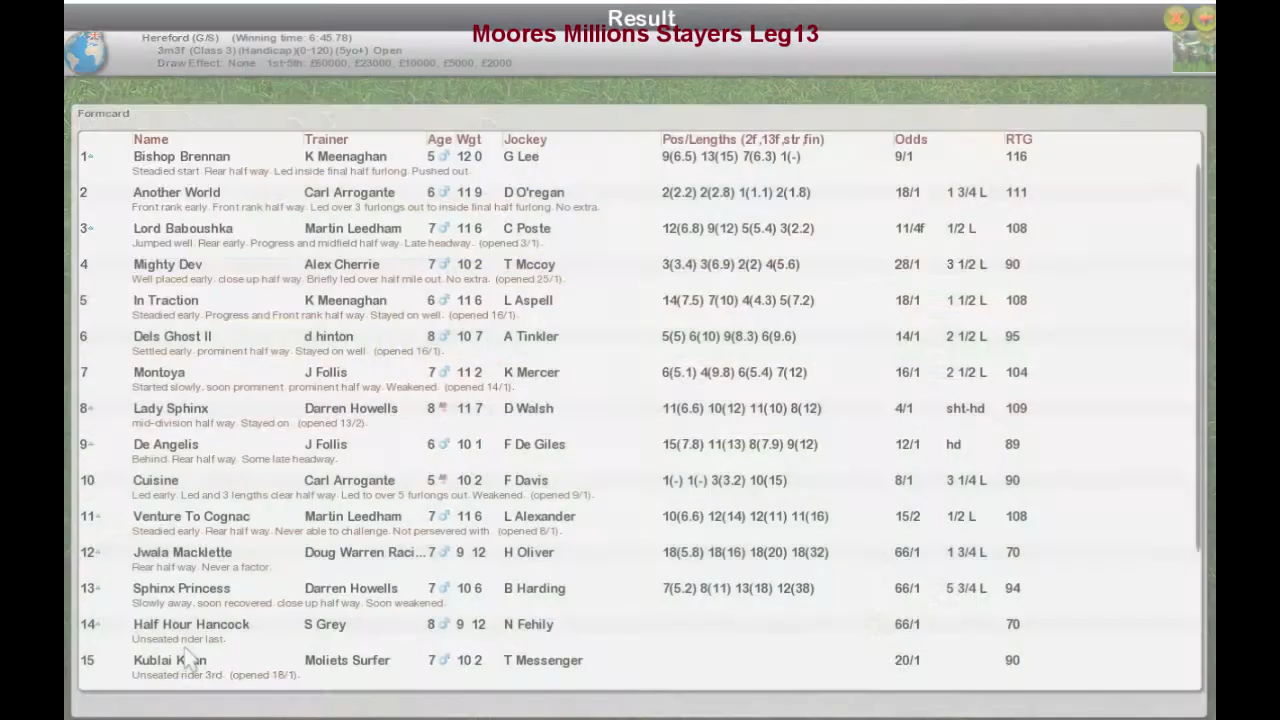 Result
Moores Millions Stayers Leg13
Hereford (G/S) (Winning time: 6:45.78)
3m3f (Class 3) (Handicap)(0-120) (5yo+) Open
Draw Effect: None 1st-5th: £60000, £23000, £10000, £5000, £2000
Formcard
Name Trainer Age Wgt Jockey Pos/Lengths (2f,13f,str,fin) Odds RTG
1 Bishop Brennan K Meenaghan 5 12 0 G Lee 9(6.5) 13(15) 7(6.3) 1(-) 9/1 116
Steadied start. Rear half way. Led inside final half furlong. Pushed out.
2 Another World Carl Arrogante 6 11 9 D O'regan 2(2.2) 2(2.8) 1(1.1) 2(1.8) 18/1 1 3/4 L 111
Front rank early. Front rank half way. Led over 3 furlongs out to inside final half furlong. No extra.
3 Lord Baboushka Martin Leedham 7 11 6 C Poste 12(6.8) 9(12) 5(5.4) 3(2.2) 11/4f 1/2 L 108
Jumped well. Rear early. Progress and midfield half way. Late headway. (opened 3/1).
4 Mighty Dev Alex Cherrie 7 10 2 T Mccoy 3(3.4) 3(6.9) 2(2) 4(5.6) 28/1 3 1/2 L 90
Well placed early. close up half way. Briefly led over half mile out. No extra. (opened 25/1).
5 In Traction K Meenaghan 6 11 6 L Aspell 14(7.5) 7(10) 4(4.3) 5(7.2) 18/1 1 1/2 L 108
Steadied early. Progress and Front rank half way. Stayed on well. (opened 16/1).
6 Dels Ghost II d hinton 8 10 7 A Tinkler 5(5) 6(10) 9(8.3) 6(9.6) 14/1 2 1/2 L 95
Settled early. prominent half way. Stayed on well. (opened 16/1).
7 Montoya J Follis 7 11 2 K Mercer 6(5.1) 4(9.8) 6(5.4) 7(12) 16/1 2 1/2 L 104
Started slowly, soon prominent. prominent half way. Weakened. (opened 14/1).
8 Lady Sphinx Darren Howells 8 11 7 D Walsh 11(6.6) 10(12) 11(10) 8(12) 4/1 sht-hd 109
mid-division half way. Stayed on. (opened 13/2).
9 De Angelis J Follis 6 10 1 F De Giles 15(7.8) 11(13) 8(7.9) 9(12) 12/1 hd 89
Behind. Rear half way. Some late headway.
10 Cuisine Carl Arrogante 5 10 2 F Davis 1(-) 1(-) 3(3.2) 10(15) 8/1 3 1/4 L 90
Led early. Led and 3 lengths clear half way. Led to over 5 furlongs out. Weakened. (opened 9/1).
11 Venture To Cognac Martin Leedham 7 11 6 L Alexander 10(6.6) 12(14) 12(11) 11(16) 15/2 1/2 L 108
Steadied early. Rear half way. Never able to challenge. Not persevered with. (opened 8/1).
12 Jwala Macklette Doug Warren Raci... 7 9 12 H Oliver 18(5.8) 18(16) 18(20) 18(32) 66/1 1 3/4 L 70
Rear half way. Never a factor.
13 Sphinx Princess Darren Howells 7 10 6 B Harding 7(5.2) 8(11) 13(18) 12(38) 66/1 5 3/4 L 94
Slowly away, soon recovered. close up half way. Soon weakened.
14 Half Hour Hancock S Grey 8 9 12 N Fehily 66/1 70
Unseated rider last.
15 Kublai Moliets Surfer 7 10 2 T Messenger 20/1 90
Unseated rider 3rd. (opened 18/1).